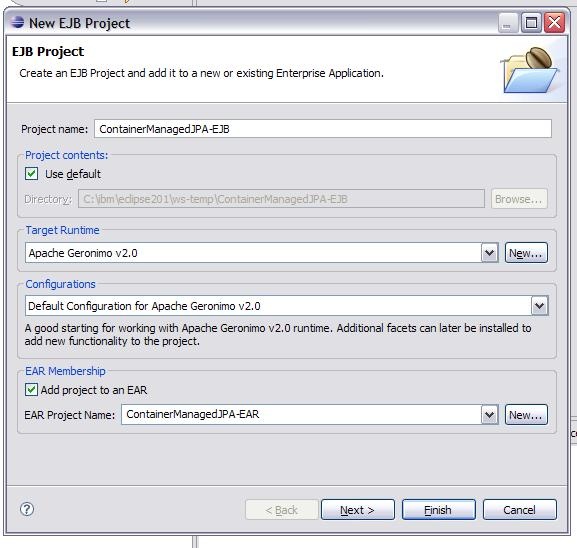 New EJB Project
EJB Project
Create an EJB Project and add it to a new or existing Enterprise Application.
Project name: ContainerManagedJPA-EJB
Project contents:
Use default
Directory: C:\ibm\eclipse201\ws-temp\ContainerManagedJPA-EJB Browse...
Target Runtime
Apache Geronimo v2.0 New...
Configurations
Default Configuration for Apache Geronimo v2.0
A good starting for working with Apache Geronimo v2.0 runtime. Additional facets can later be installed to
add new functionality to the project.
EAR Membership
Add project to an EAR
EAR Project Name: ContainerManagedJPA-EAR New...
? < Back Next > Finish Cancel